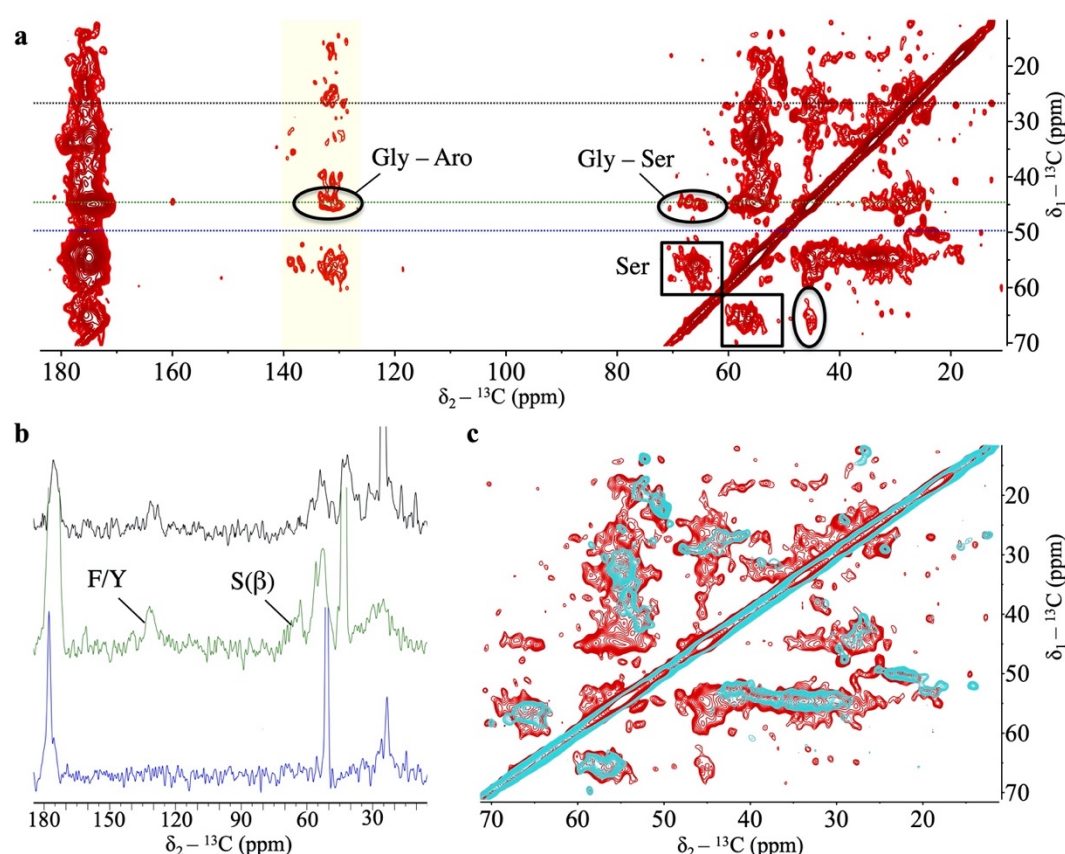 a
Gly – Aro
Gly – Ser
Ser
20
30
40
50
60
70
δ₁ – ¹³C (ppm)
180 160 140 120 100 80 60 40 20
δ₂ – ¹³C (ppm)
b
F/Y
S(β)
180 150 120 90 60 30
δ₂ – ¹³C (ppm)
c
20
30
40
50
60
70
δ₁ – ¹³C (ppm)
70 60 50 40 30 20
δ₂ – ¹³C (ppm)